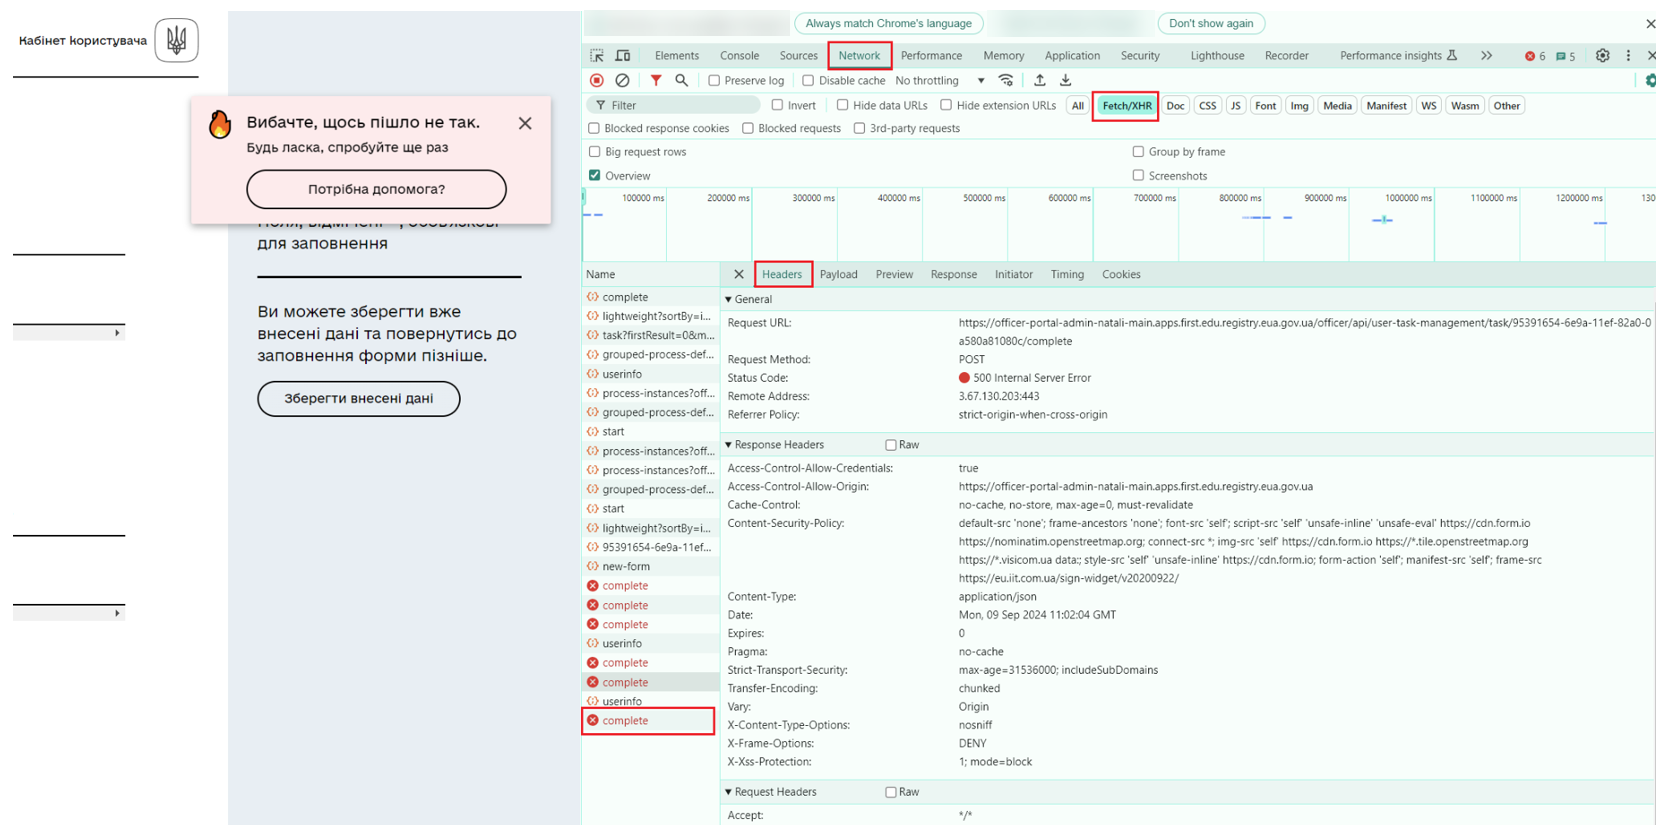 Кабінет користувача
Вибачте, щось пішло не так.
Будь ласка, спробуйте ще раз
Потрібна допомога?
для заповнення
Ви можете зберегти вже
внесені дані та повернутись до
заповнення форми пізніше.
Зберегти внесені дані
Always match Chrome's language
Don't show again
Elements Console Sources Network Performance Memory Application Security Lighthouse Recorder Performance insights 6 5
Preserve log Disable cache No throttling
Filter Invert Hide data URLs Hide extension URLs All Fetch/XHR Doc CSS JS Font Img Media Manifest WS Wasm Other
Blocked response cookies Blocked requests 3rd-party requests
Big request rows Group by frame
Overview Screenshots
100000 ms 200000 ms 300000 ms 400000 ms 500000 ms 600000 ms 700000 ms 800000 ms 900000 ms 1000000 ms 1100000 ms 1200000 ms 130
Name
complete
lightweight?sortBy=i...
task?firstResult=0&m...
grouped-process-def...
userinfo
process-instances?off...
grouped-process-def...
start
process-instances?off...
process-instances?off...
grouped-process-def...
start
lightweight?sortBy=i...
95391654-6e9a-11ef...
new-form
complete
complete
complete
userinfo
complete
complete
userinfo
complete
Headers Payload Preview Response Initiator Timing Cookies
General
Request URL: https://officer-portal-admin-natali-main.apps.first.edu.registry.eua.gov.ua/officer/api/user-task-management/task/95391654-6e9a-11ef-82a0-0
a580a81080c/complete
Request Method: POST
Status Code: 500 Internal Server Error
Remote Address: 3.67.130.203:443
Referrer Policy: strict-origin-when-cross-origin
Response Headers Raw
Access-Control-Allow-Credentials: true
Access-Control-Allow-Origin: https://officer-portal-admin-natali-main.apps.first.edu.registry.eua.gov.ua
Cache-Control: no-cache, no-store, max-age=0, must-revalidate
Content-Security-Policy: default-src 'none'; frame-ancestors 'none'; font-src 'self'; script-src 'self' 'unsafe-inline' 'unsafe-eval' https://cdn.form.io
https://nominatim.openstreetmap.org; connect-src *; img-src 'self' https://cdn.form.io https://*.tile.openstreetmap.org
https://*.visicom.ua data:; style-src 'self' 'unsafe-inline' https://cdn.form.io; form-action 'self'; manifest-src 'self'; frame-src
https://eu.iit.com.ua/sign-widget/v20200922/
Content-Type: application/json
Date: Mon, 09 Sep 2024 11:02:04 GMT
Expires: 0
Pragma: no-cache
Strict-Transport-Security: max-age=31536000; includeSubDomains
Transfer-Encoding: chunked
Vary: Origin
X-Content-Type-Options: nosniff
X-Frame-Options: DENY
X-Xss-Protection: 1; mode=block
Request Headers Raw
Accept: */*